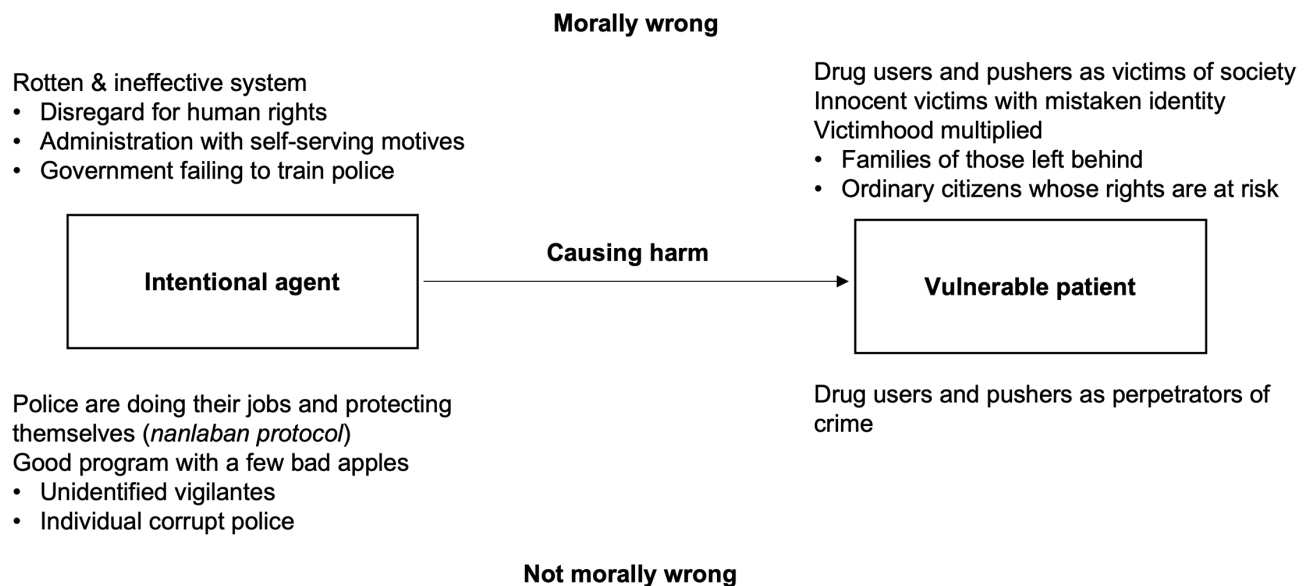 Morally wrong
Rotten & ineffective system
• Disregard for human rights
• Administration with self-serving motives
• Government failing to train police
Drug users and pushers as victims of society
Innocent victims with mistaken identity
Victimhood multiplied
• Families of those left behind
• Ordinary citizens whose rights are at risk
Intentional agent
Causing harm
Vulnerable patient
Police are doing their jobs and protecting
themselves (nanlaban protocol)
Good program with a few bad apples
• Unidentified vigilantes
• Individual corrupt police
Drug users and pushers as perpetrators of
crime
Not morally wrong